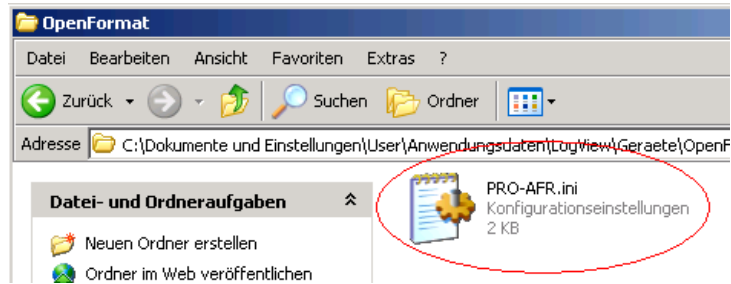 OpenFormat
Datei Bearbeiten Ansicht Favoriten Extras ?
Zurück Suchen Ordner
Adresse C:\Dokumente und Einstellungen\User\Anwendungsdaten\LogView\Geraete\OpenF
Datei- und Ordneraufgaben
Neuen Ordner erstellen
Ordner im Web veröffentlichen
PRO-AFR.ini
Konfigurationseinstellungen
2 KB